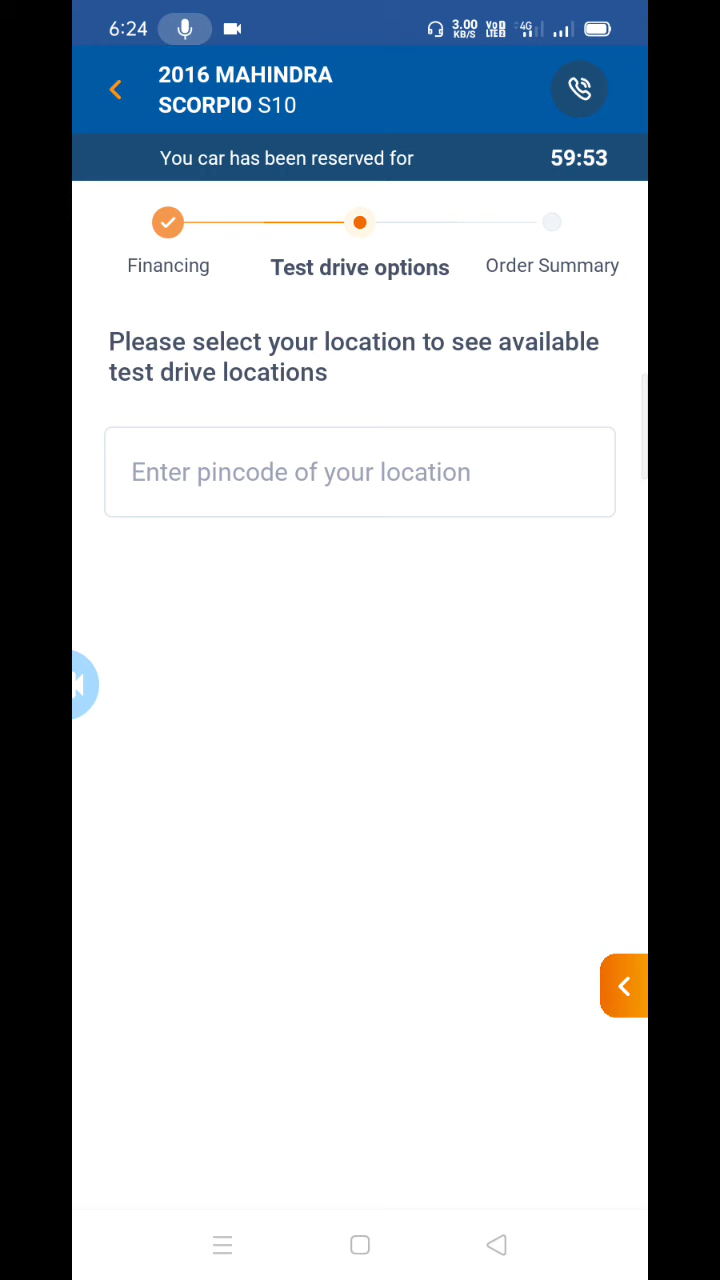 6:24 3.00 KB/S VoD LTE2 4G
2016 MAHINDRA
SCORPIO S10
You car has been reserved for 59:53
Financing Test drive options Order Summary
Please select your location to see available
test drive locations
Enter pincode of your location